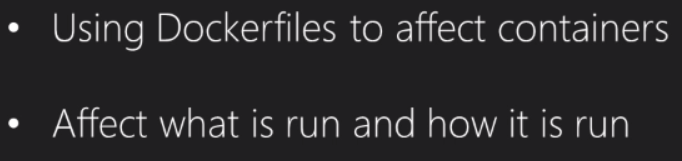 • Using Dockerfiles to affect containers
• Affect what is run and how it is run